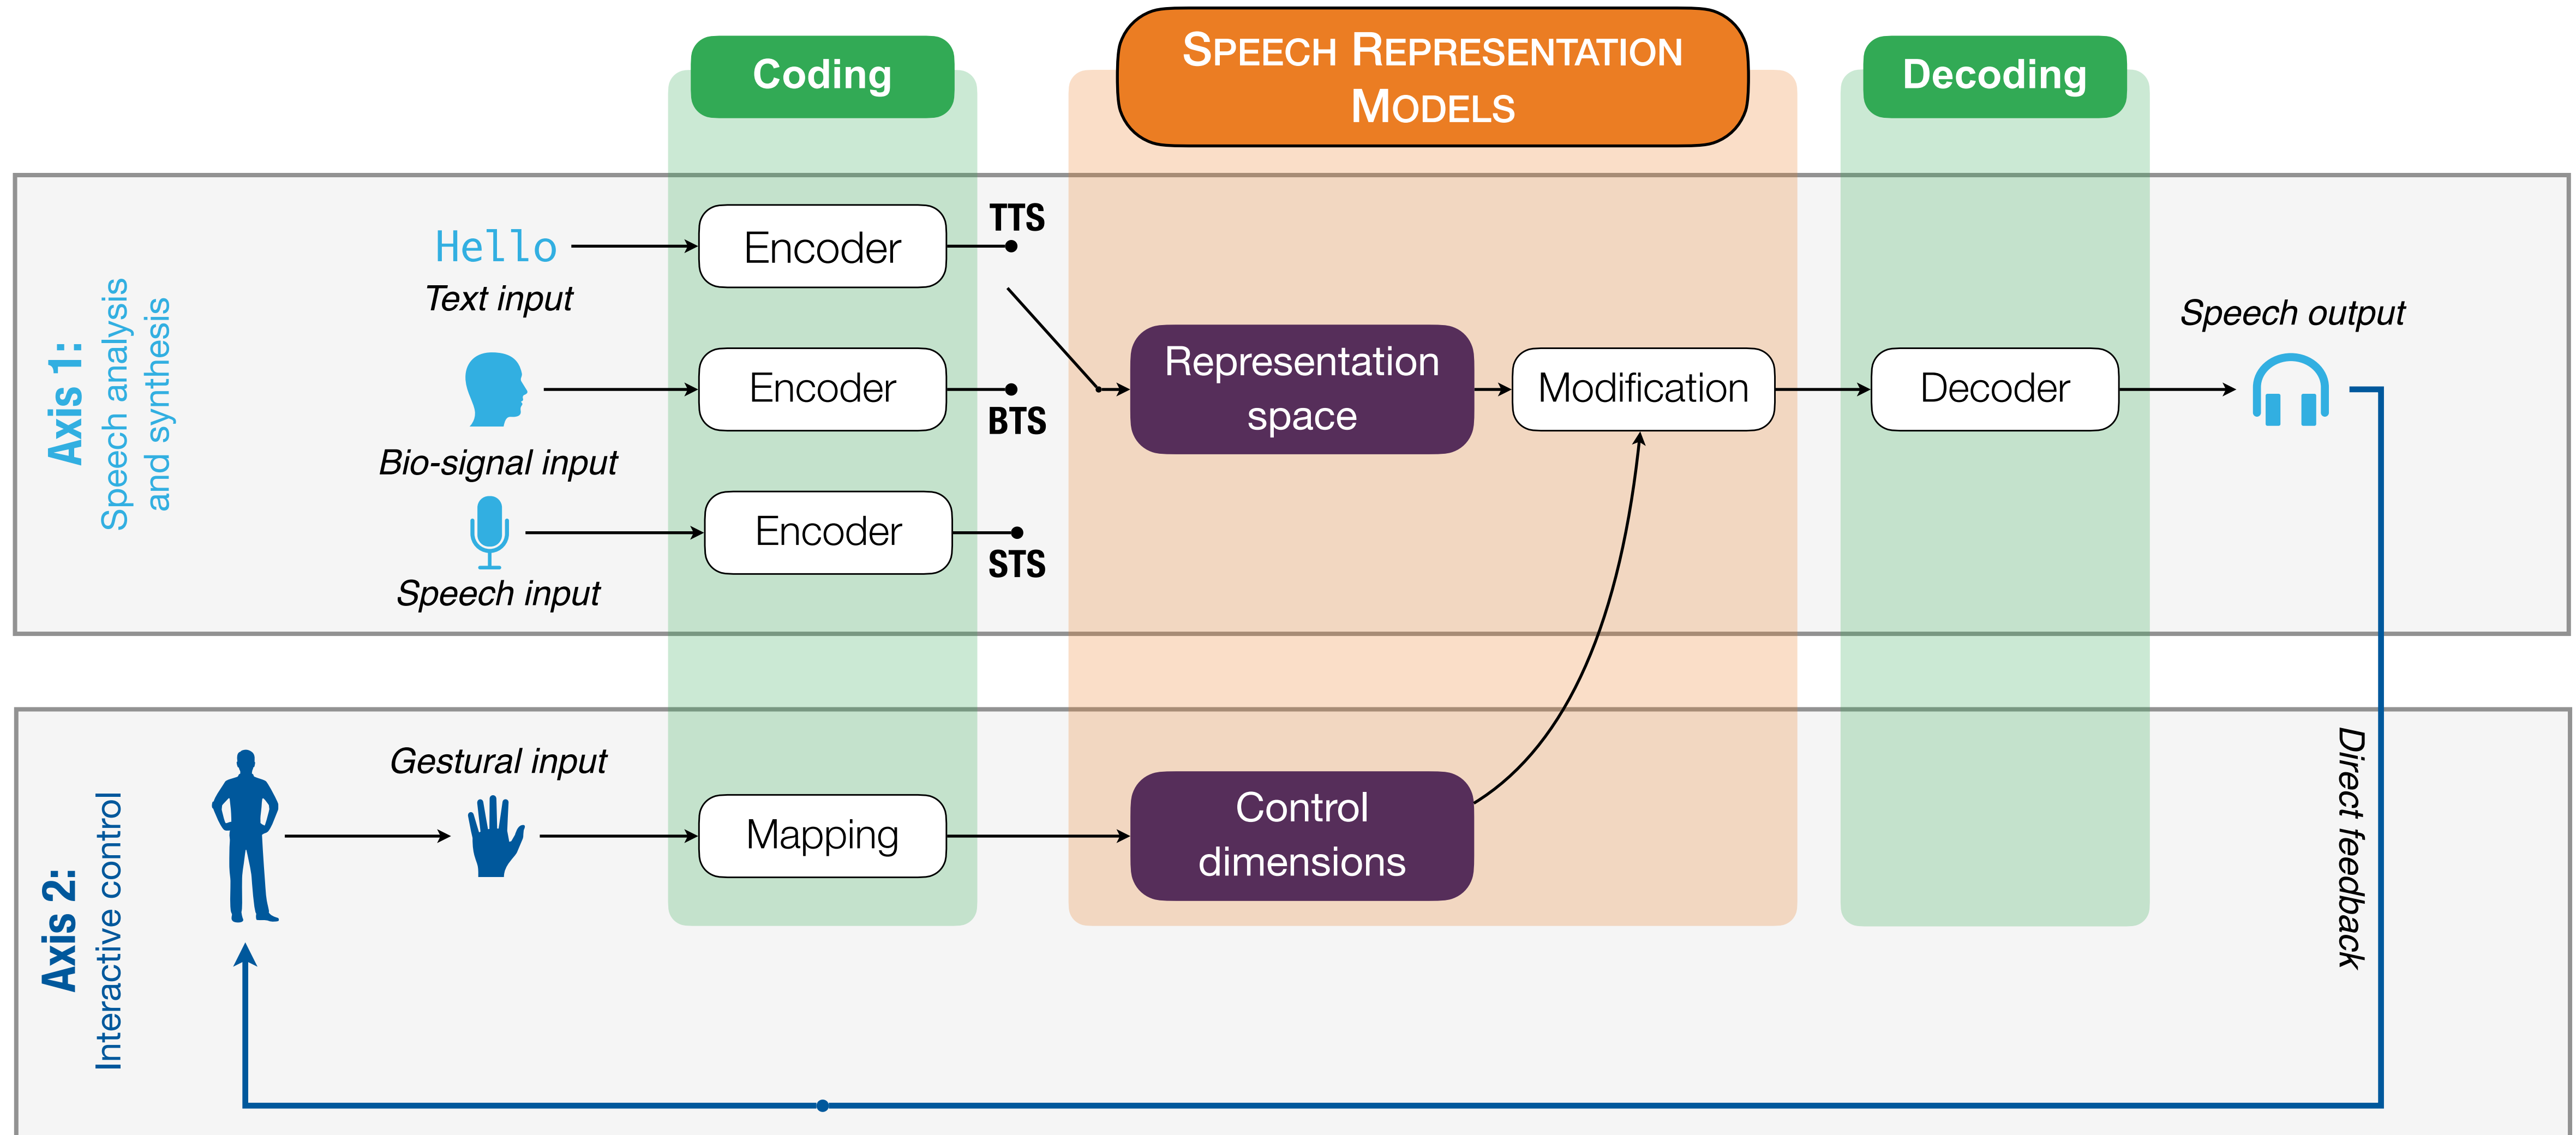 Coding
SPEECH REPRESENTATION
MODELS
Decoding
Axis 1:
Speech analysis
and synthesis
Hello
Text input
Encoder
TTS
Bio-signal input
Encoder
BTS
Speech input
Encoder
STS
Representation
space
Modification
Decoder
Speech output
Axis 2:
Interactive control
Gestural input
Mapping
Control
dimensions
Direct feedback